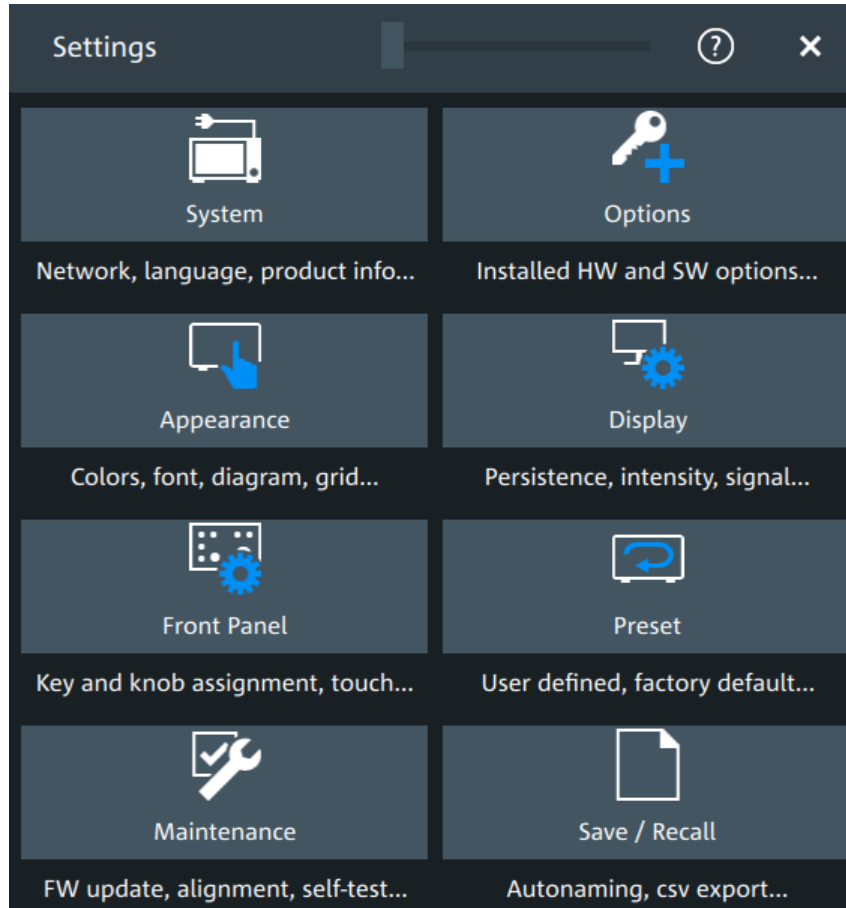 Settings
?
×
System
Options
Network, language, product info...
Installed HW and SW options...
Appearance
Display
Colors, font, diagram, grid...
Persistence, intensity, signal...
Front Panel
Preset
Key and knob assignment, touch...
User defined, factory default...
Maintenance
Save / Recall
FW update, alignment, self-test...
Autonaming, csv export...